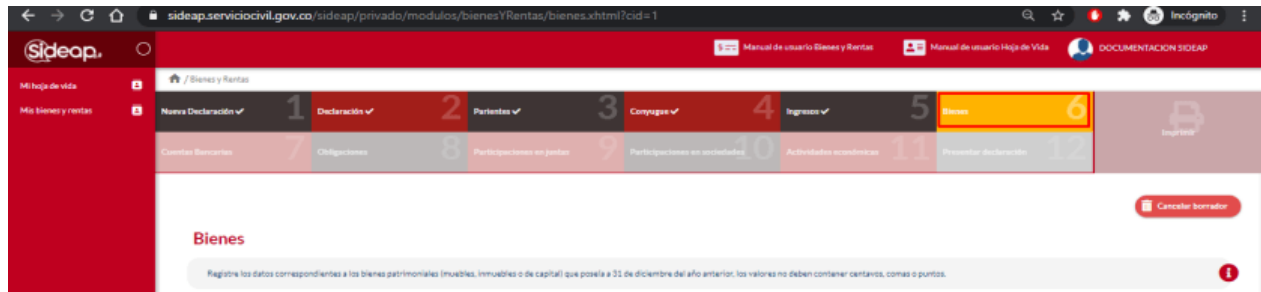 sideap.serviciocivil.gov.co/sideap/privado/modulos/bienesYRentas/bienes.xhtml?cid=1 Incógnito
Sideap. Manual de usuario Bienes y Rentas Manual de usuario Hoja de Vida DOCUMENTACION SIDEAP
Mi hoja de vida
Mis bienes y rentas
/ Bienes y Rentas
Nueva Declaración 1 Declaración 2 Parientes 3 Conyugue 4 Ingresos 5 Bienes 6
Imprimir
Cuentas Bancarias 7 Obligaciones 8 Participaciones en juntas 9 Participaciones en sociedades 10 Actividades económicas 11 Presentar declaración 12
Cancelar borrador
Bienes
Registre los datos correspondientes a los bienes patrimoniales (muebles, inmuebles o de capital) que poseía a 31 de diciembre del año anterior, los valores no deben contener centavos, comas o puntos.